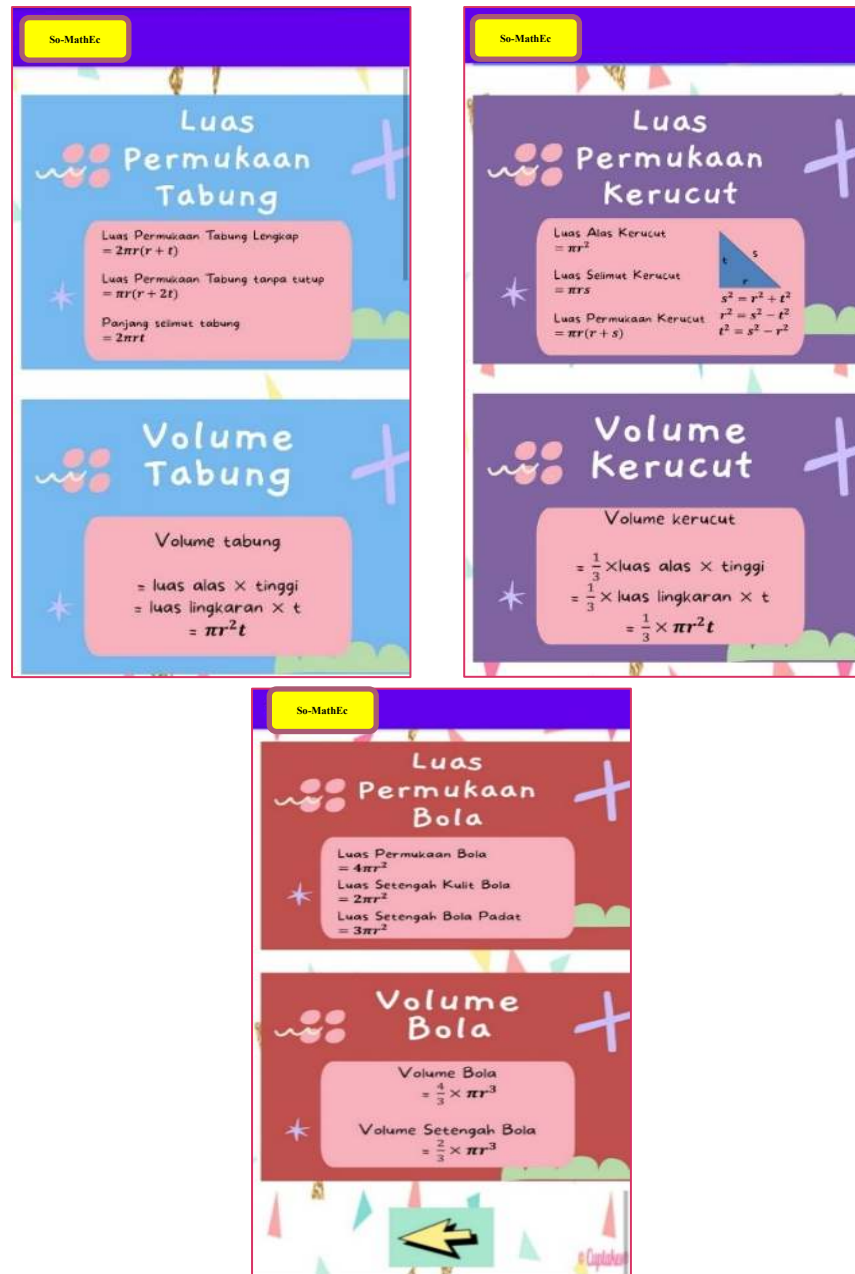 So-MathEc
Luas
Permukaan
Tabung
Luas Permukaan Tabung Lengkap
= 2πr(r + t)
Luas Permukaan Tabung tanpa tutup
= πr(r + 2t)
Panjang selimut tabung
= 2πrt
Volume
Tabung
Volume tabung
= luas alas × tinggi
= luas lingkaran × t
= πr²t
So-MathEc
Luas
Permukaan
Kerucut
Luas Alas Kerucut
= πr²
Luas Selimut Kerucut
= πrs
Luas Permukaan Kerucut
= πr(r + s)
t s
r
s² = r² + t²
r² = s² − t²
t² = s² − r²
Volume
Kerucut
Volume kerucut
= 1/3 ×luas alas × tinggi
= 1/3 × luas lingkaran × t
= 1/3 × πr²t
So-MathEc
Luas
Permukaan
Bola
Luas Permukaan Bola
= 4πr²
Luas Setengah Kulit Bola
= 2πr²
Luas Setengah Bola Padat
= 3πr²
Volume
Bola
Volume Bola
= 4/3 × πr³
Volume Setengah Bola
= 2/3 × πr³